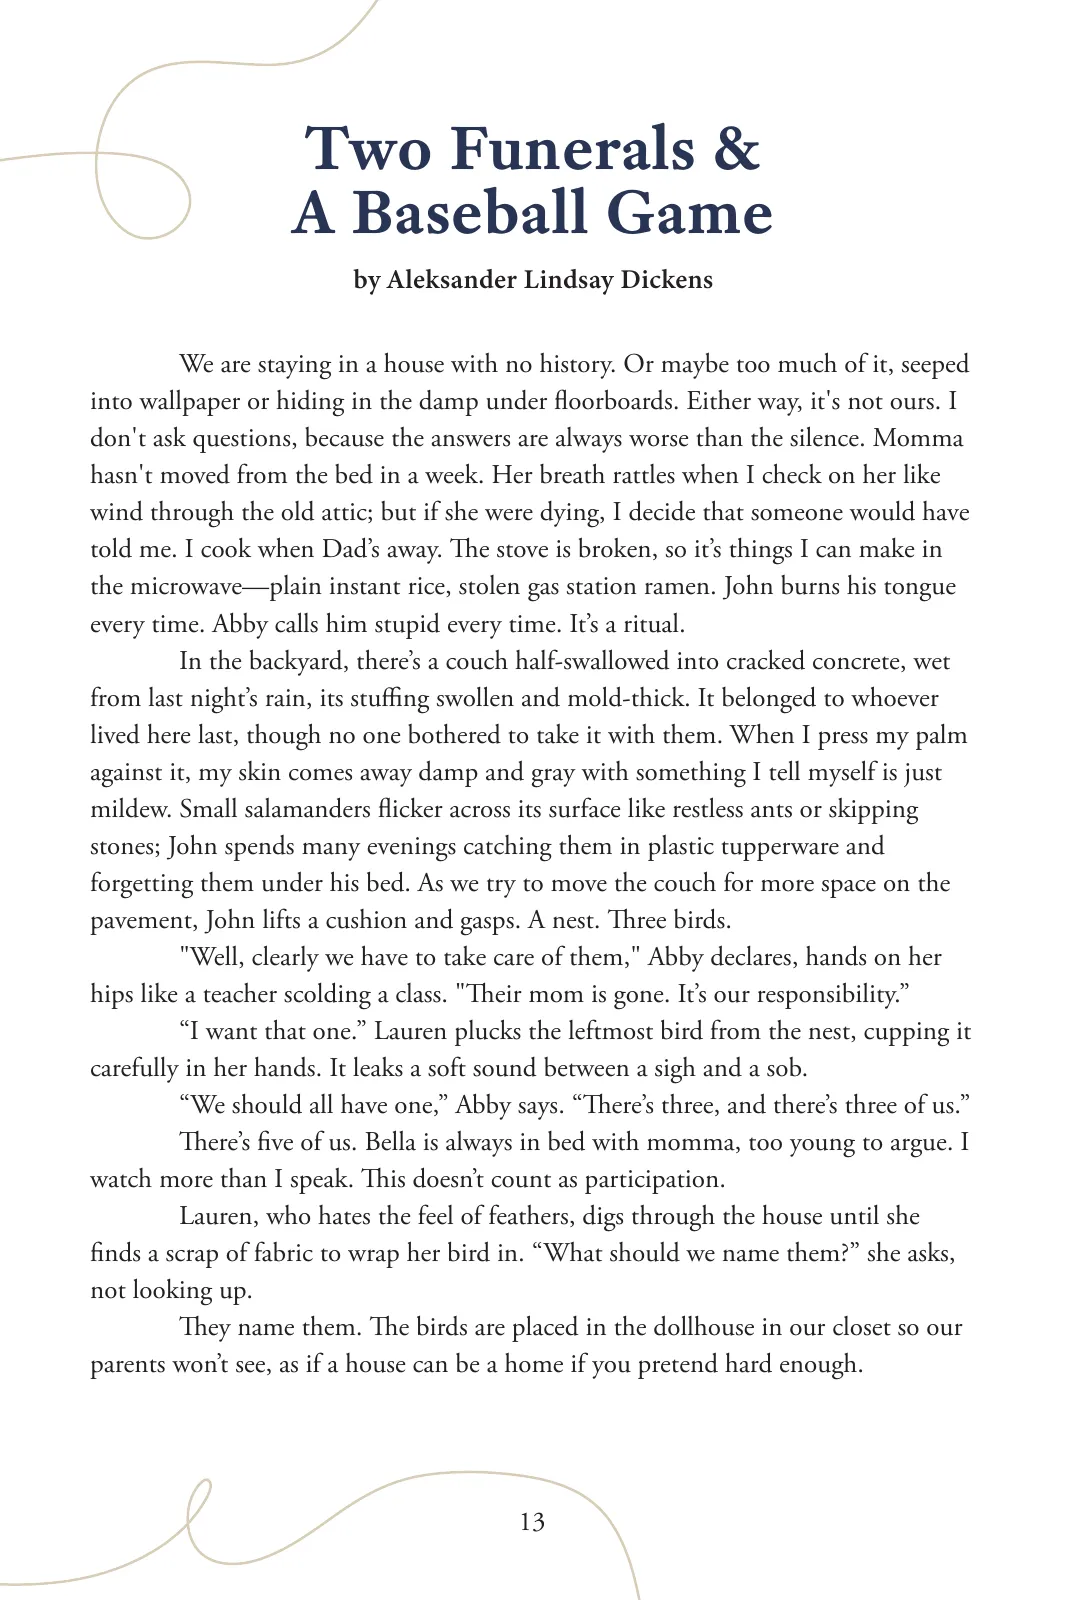 Two Funerals &
A Baseball Game
by Aleksander Lindsay Dickens
We are staying in a house with no history. Or maybe too much of it, seeped
into wallpaper or hiding in the damp under floorboards. Either way, it's not ours. I
don't ask questions, because the answers are always worse than the silence. Momma
hasn't moved from the bed in a week. Her breath rattles when I check on her like
wind through the old attic; but if she were dying, I decide that someone would have
told me. I cook when Dad’s away. The stove is broken, so it’s things I can make in
the microwave—plain instant rice, stolen gas station ramen. John burns his tongue
every time. Abby calls him stupid every time. It’s a ritual.
In the backyard, there’s a couch half-swallowed into cracked concrete, wet
from last night’s rain, its stuffing swollen and mold-thick. It belonged to whoever
lived here last, though no one bothered to take it with them. When I press my palm
against it, my skin comes away damp and gray with something I tell myself is just
mildew. Small salamanders flicker across its surface like restless ants or skipping
stones; John spends many evenings catching them in plastic tupperware and
forgetting them under his bed. As we try to move the couch for more space on the
pavement, John lifts a cushion and gasps. A nest. Three birds.
"Well, clearly we have to take care of them," Abby declares, hands on her
hips like a teacher scolding a class. "Their mom is gone. It’s our responsibility.”
“I want that one.” Lauren plucks the leftmost bird from the nest, cupping it
carefully in her hands. It leaks a soft sound between a sigh and a sob.
“We should all have one,” Abby says. “There’s three, and there’s three of us.”
There’s five of us. Bella is always in bed with momma, too young to argue. I
watch more than I speak. This doesn’t count as participation.
Lauren, who hates the feel of feathers, digs through the house until she
finds a scrap of fabric to wrap her bird in. “What should we name them?” she asks,
not looking up.
They name them. The birds are placed in the dollhouse in our closet so our
parents won’t see, as if a house can be a home if you pretend hard enough.
13